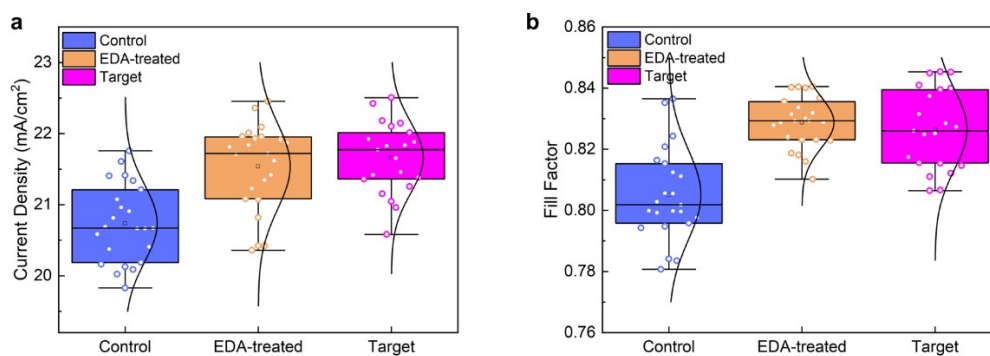 a
Control
EDA-treated
Target
Current Density (mA/cm²)
23
22
21
20
Control
EDA-treated
Target
b
Control
EDA-treated
Target
Fill Factor
0.86
0.84
0.82
0.80
0.78
0.76
Control
EDA-treated
Target